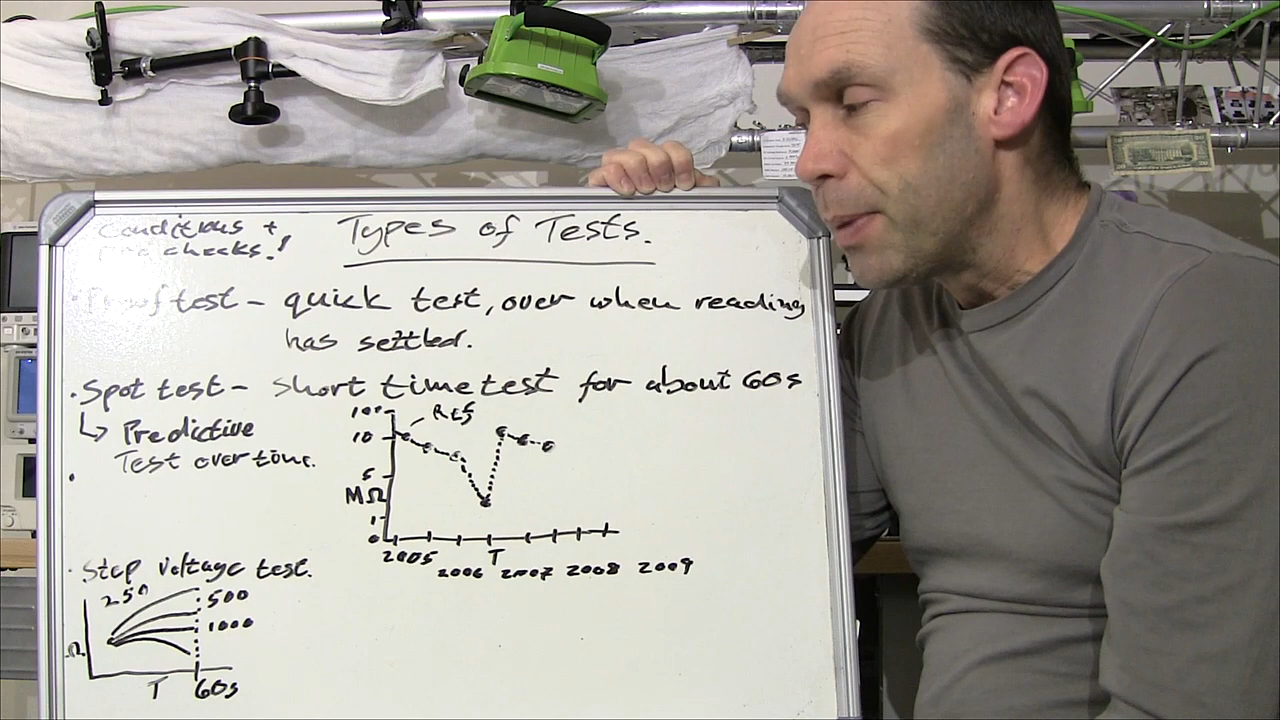 Conditions +
checks!
Types of Tests.
Proof test - quick test, over when reading
has settled.
• Spot test - short time test for about 60s
↳ Predictive
Test over time.
•
100
10
5
MΩ
1
0
RES
2005
T
2006
2007
2008
2009
• Step voltage test.
250
500
1000
Ω
T
60s